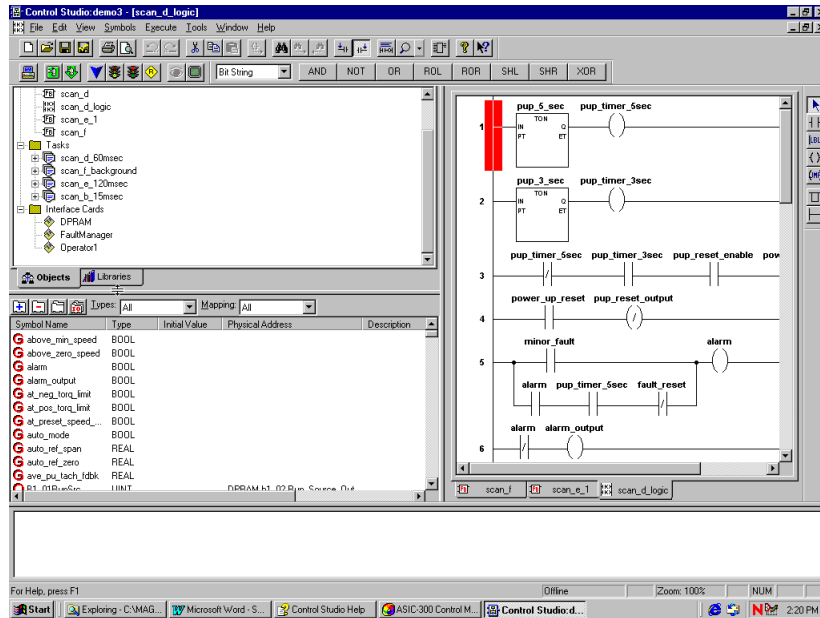 Control Studio:demo3 - [scan_d_logic]
File Edit View Symbols Execute Tools Window Help
Bit String AND NOT OR ROL ROR SHL SHR XOR
scan_d
scan_d_logic
scan_e_1
scan_f
Tasks
scan_d_60msec
scan_f_background
scan_e_120msec
scan_b_15msec
Interface Cards
DPRAM
FaultManager
Operator1
Objects Libraries
Types: All Mapping: All
Symbol Name Type Initial Value Physical Address Description
above_min_speed BOOL
above_zero_speed BOOL
alarm BOOL
alarm_output BOOL
at_neg_torq_limit BOOL
at_pos_torq_limit BOOL
at_preset_speed_... BOOL
auto_mode BOOL
auto_ref_span REAL
auto_ref_zero REAL
ave_pu_tach_fdbk REAL
pup_5_sec pup_timer_5sec
TON
1 IN Q
PT ET
pup_3_sec pup_timer_3sec
TON
2 IN Q
PT ET
pup_timer_5sec pup_timer_3sec pup_reset_enable pow
3
power_up_reset pup_reset_output
4
minor_fault alarm
5
alarm pup_timer_5sec fault_reset
alarm alarm_output
6
LBL
scan_f scan_e_1 scan_d_logic
For Help, press F1 Offline Zoom: 100% NUM
Start Exploring - C:\MAG... Microsoft Word - S... Control Studio Help ASIC-300 Control M... Control Studio:d... 2:20 PM